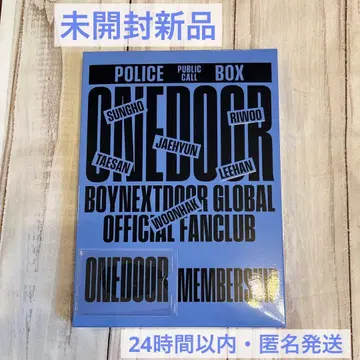 未開封新品
POLICE PUBLIC CALL BOX
ONEDOOR
SUNGHO
RIWOO
JAEHYUN
TAESAN
LEEHAN
BOYNEXTDOOR GLOBAL
WOONHAK
OFFICIAL FANCLUB
ONEDOOR MEMBERSHIP
24時間以内・匿名発送